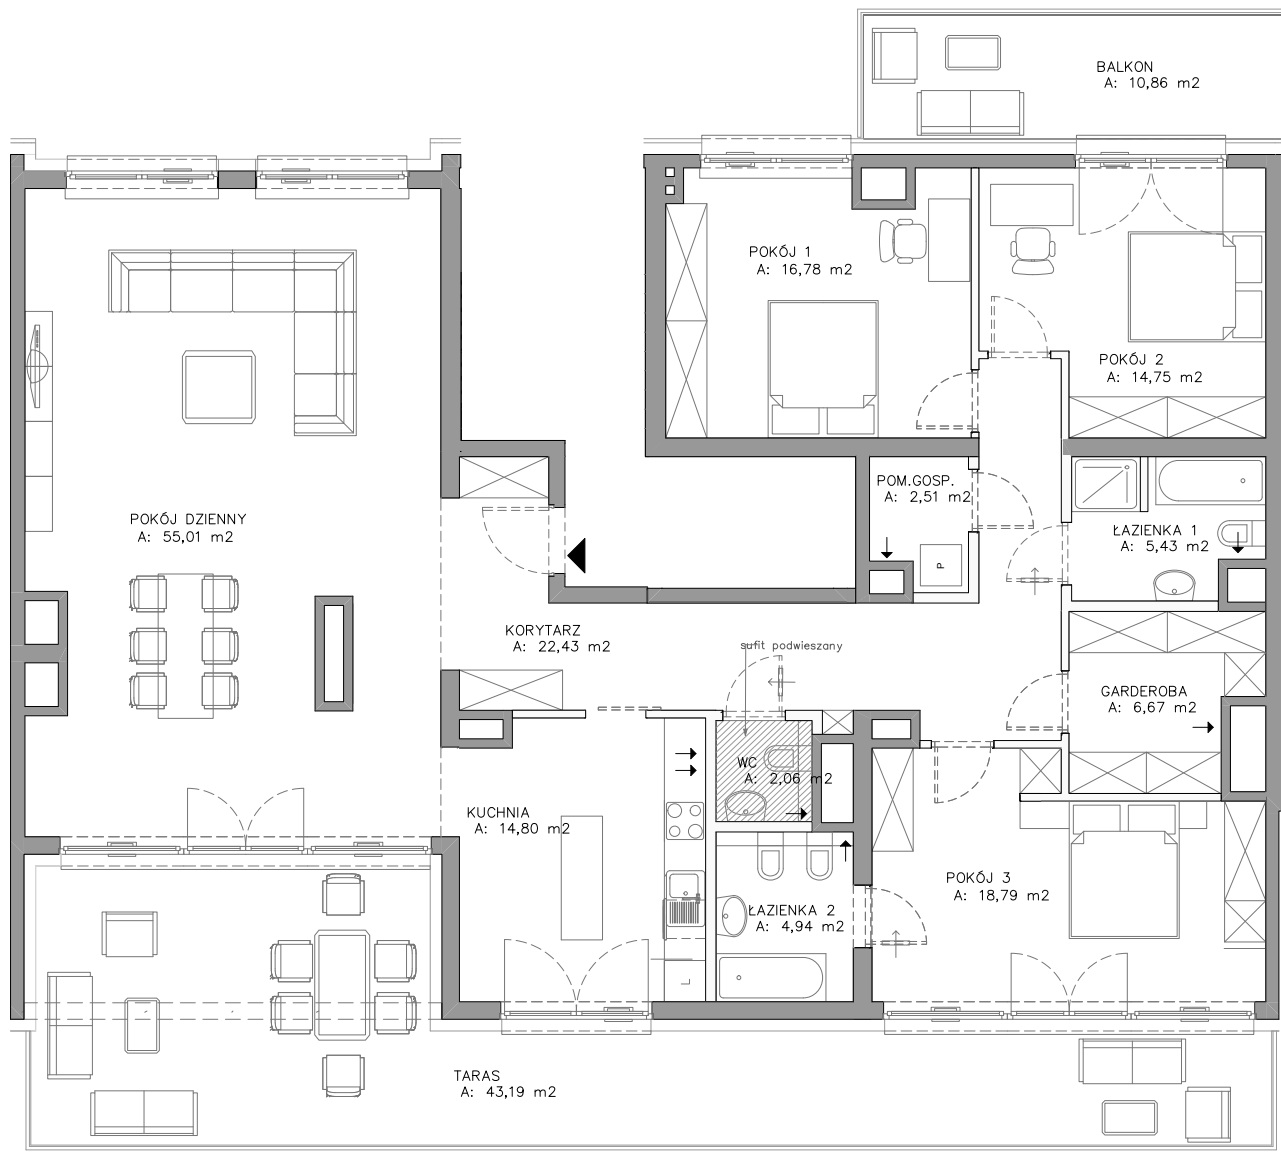 BALKON
A: 10,86 m2
POKÓJ 1
A: 16,78 m2
POKÓJ 2
A: 14,75 m2
POM.GOSP.
A: 2,51 m2
POKÓJ DZIENNY
A: 55,01 m2
ŁAZIENKA 1
A: 5,43 m2
P
KORYTARZ
A: 22,43 m2
sufit podwieszany
GARDEROBA
A: 6,67 m2
WC
A: 2,06 m2
KUCHNIA
A: 14,80 m2
POKÓJ 3
A: 18,79 m2
ŁAZIENKA 2
A: 4,94 m2
L
TARAS
A: 43,19 m2